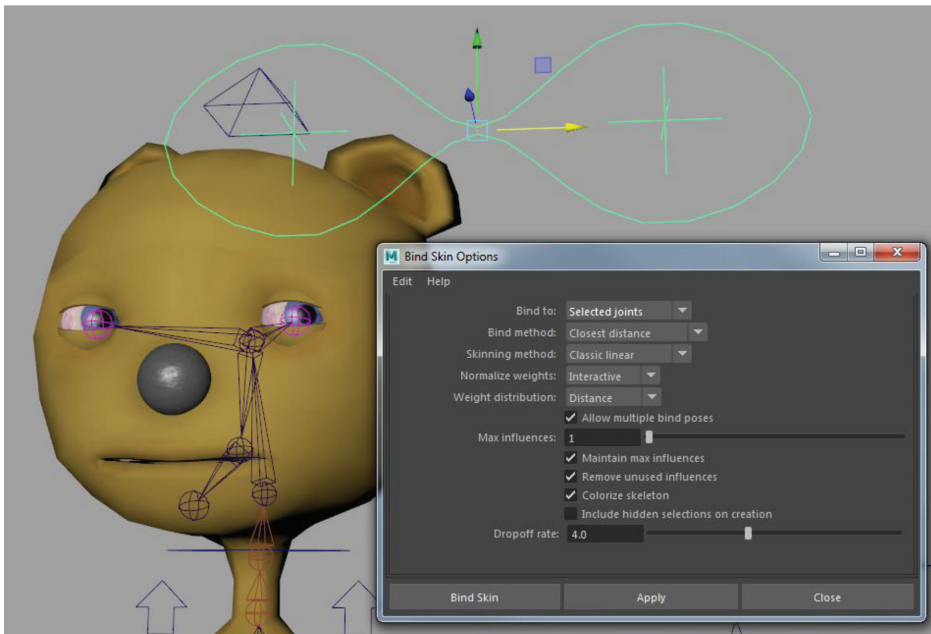 M Bind Skin Options
Edit Help
Bind to: Selected joints
Bind method: Closest distance
Skinning method: Classic linear
Normalize weights: Interactive
Weight distribution: Distance
Allow multiple bind poses
Max influences: 1
Maintain max influences
Remove unused influences
Colorize skeleton
Include hidden selections on creation
Dropoff rate: 4.0
Bind Skin Apply Close